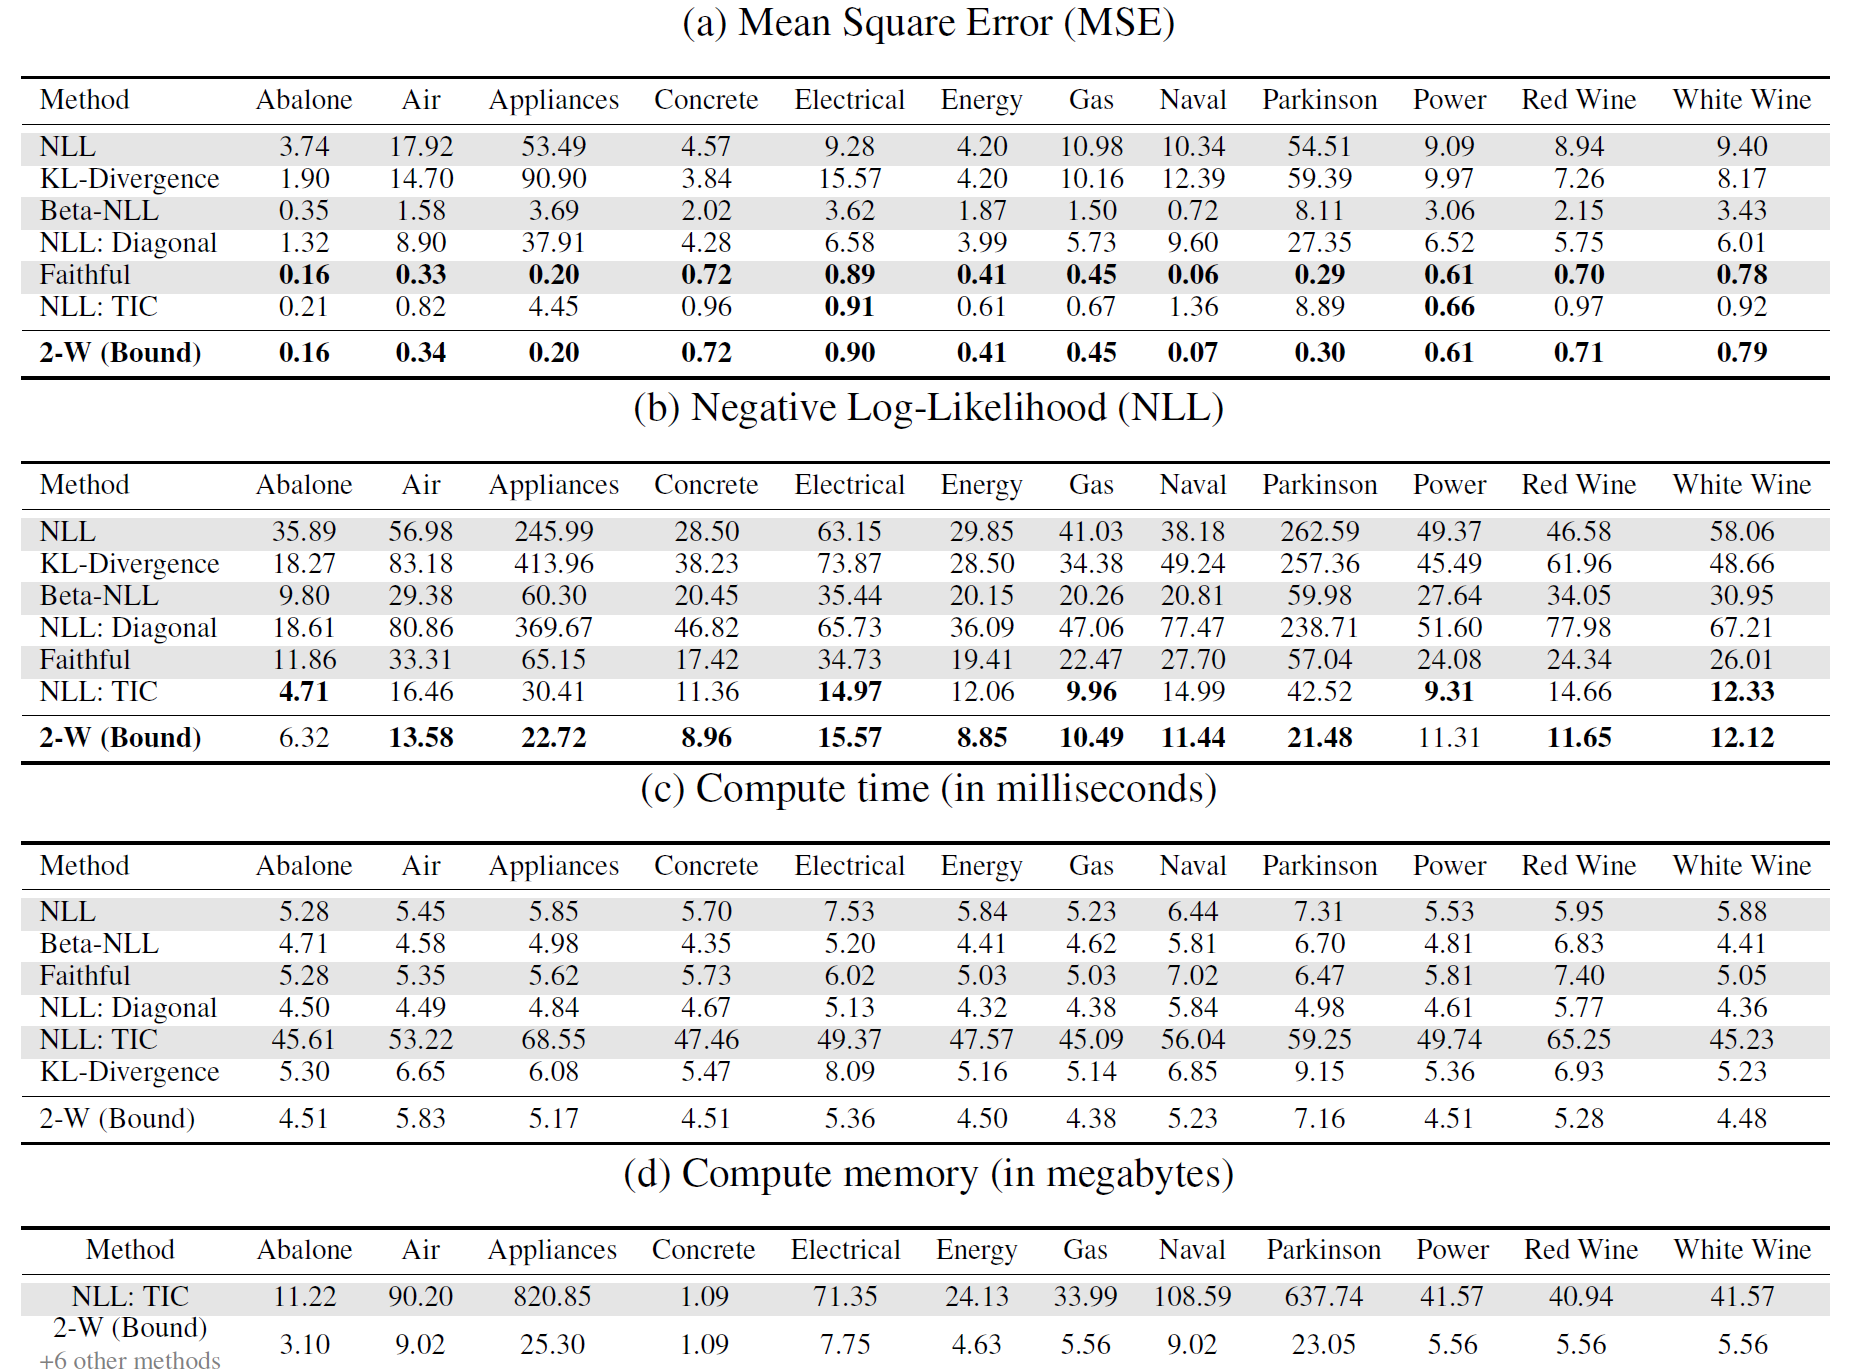 (a) Mean Square Error (MSE)
Method Abalone Air Appliances Concrete Electrical Energy Gas Naval Parkinson Power Red Wine White Wine
NLL 3.74 17.92 53.49 4.57 9.28 4.20 10.98 10.34 54.51 9.09 8.94 9.40
KL-Divergence 1.90 14.70 90.90 3.84 15.57 4.20 10.16 12.39 59.39 9.97 7.26 8.17
Beta-NLL 0.35 1.58 3.69 2.02 3.62 1.87 1.50 0.72 8.11 3.06 2.15 3.43
NLL: Diagonal 1.32 8.90 37.91 4.28 6.58 3.99 5.73 9.60 27.35 6.52 5.75 6.01
Faithful 0.16 0.33 0.20 0.72 0.89 0.41 0.45 0.06 0.29 0.61 0.70 0.78
NLL: TIC 0.21 0.82 4.45 0.96 0.91 0.61 0.67 1.36 8.89 0.66 0.97 0.92
2-W (Bound) 0.16 0.34 0.20 0.72 0.90 0.41 0.45 0.07 0.30 0.61 0.71 0.79
(b) Negative Log-Likelihood (NLL)
Method Abalone Air Appliances Concrete Electrical Energy Gas Naval Parkinson Power Red Wine White Wine
NLL 35.89 56.98 245.99 28.50 63.15 29.85 41.03 38.18 262.59 49.37 46.58 58.06
KL-Divergence 18.27 83.18 413.96 38.23 73.87 28.50 34.38 49.24 257.36 45.49 61.96 48.66
Beta-NLL 9.80 29.38 60.30 20.45 35.44 20.15 20.26 20.81 59.98 27.64 34.05 30.95
NLL: Diagonal 18.61 80.86 369.67 46.82 65.73 36.09 47.06 77.47 238.71 51.60 77.98 67.21
Faithful 11.86 33.31 65.15 17.42 34.73 19.41 22.47 27.70 57.04 24.08 24.34 26.01
NLL: TIC 4.71 16.46 30.41 11.36 14.97 12.06 9.96 14.99 42.52 9.31 14.66 12.33
2-W (Bound) 6.32 13.58 22.72 8.96 15.57 8.85 10.49 11.44 21.48 11.31 11.65 12.12
(c) Compute time (in milliseconds)
Method Abalone Air Appliances Concrete Electrical Energy Gas Naval Parkinson Power Red Wine White Wine
NLL 5.28 5.45 5.85 5.70 7.53 5.84 5.23 6.44 7.31 5.53 5.95 5.88
Beta-NLL 4.71 4.58 4.98 4.35 5.20 4.41 4.62 5.81 6.70 4.81 6.83 4.41
Faithful 5.28 5.35 5.62 5.73 6.02 5.03 5.03 7.02 6.47 5.81 7.40 5.05
NLL: Diagonal 4.50 4.49 4.84 4.67 5.13 4.32 4.38 5.84 4.98 4.61 5.77 4.36
NLL: TIC 45.61 53.22 68.55 47.46 49.37 47.57 45.09 56.04 59.25 49.74 65.25 45.23
KL-Divergence 5.30 6.65 6.08 5.47 8.09 5.16 5.14 6.85 9.15 5.36 6.93 5.23
2-W (Bound) 4.51 5.83 5.17 4.51 5.36 4.50 4.38 5.23 7.16 4.51 5.28 4.48
(d) Compute memory (in megabytes)
Method Abalone Air Appliances Concrete Electrical Energy Gas Naval Parkinson Power Red Wine White Wine
NLL: TIC 11.22 90.20 820.85 1.09 71.35 24.13 33.99 108.59 637.74 41.57 40.94 41.57
2-W (Bound)
3.10 9.02 25.30 1.09 7.75 4.63 5.56 9.02 23.05 5.56 5.56 5.56
+6 other methods